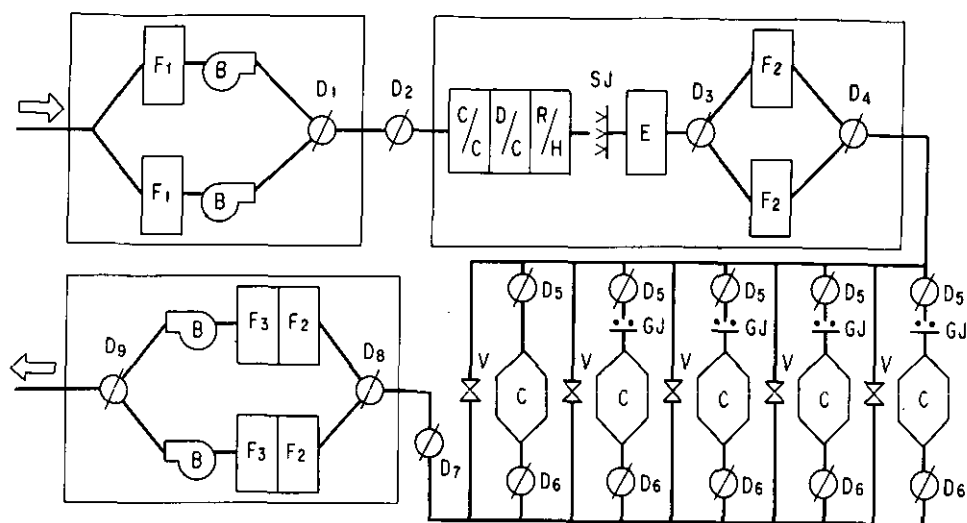 F1 B
D1 D2
F1 B
C/C D/C R/H
SJ
E
D3
F2
F2
D4
D9
B F3 F2
B F3 F2
D8
D7
D5 D5 D5 D5 D5
GJ GJ GJ GJ
V V V V V
C C C C C
D6 D6 D6 D6 D6